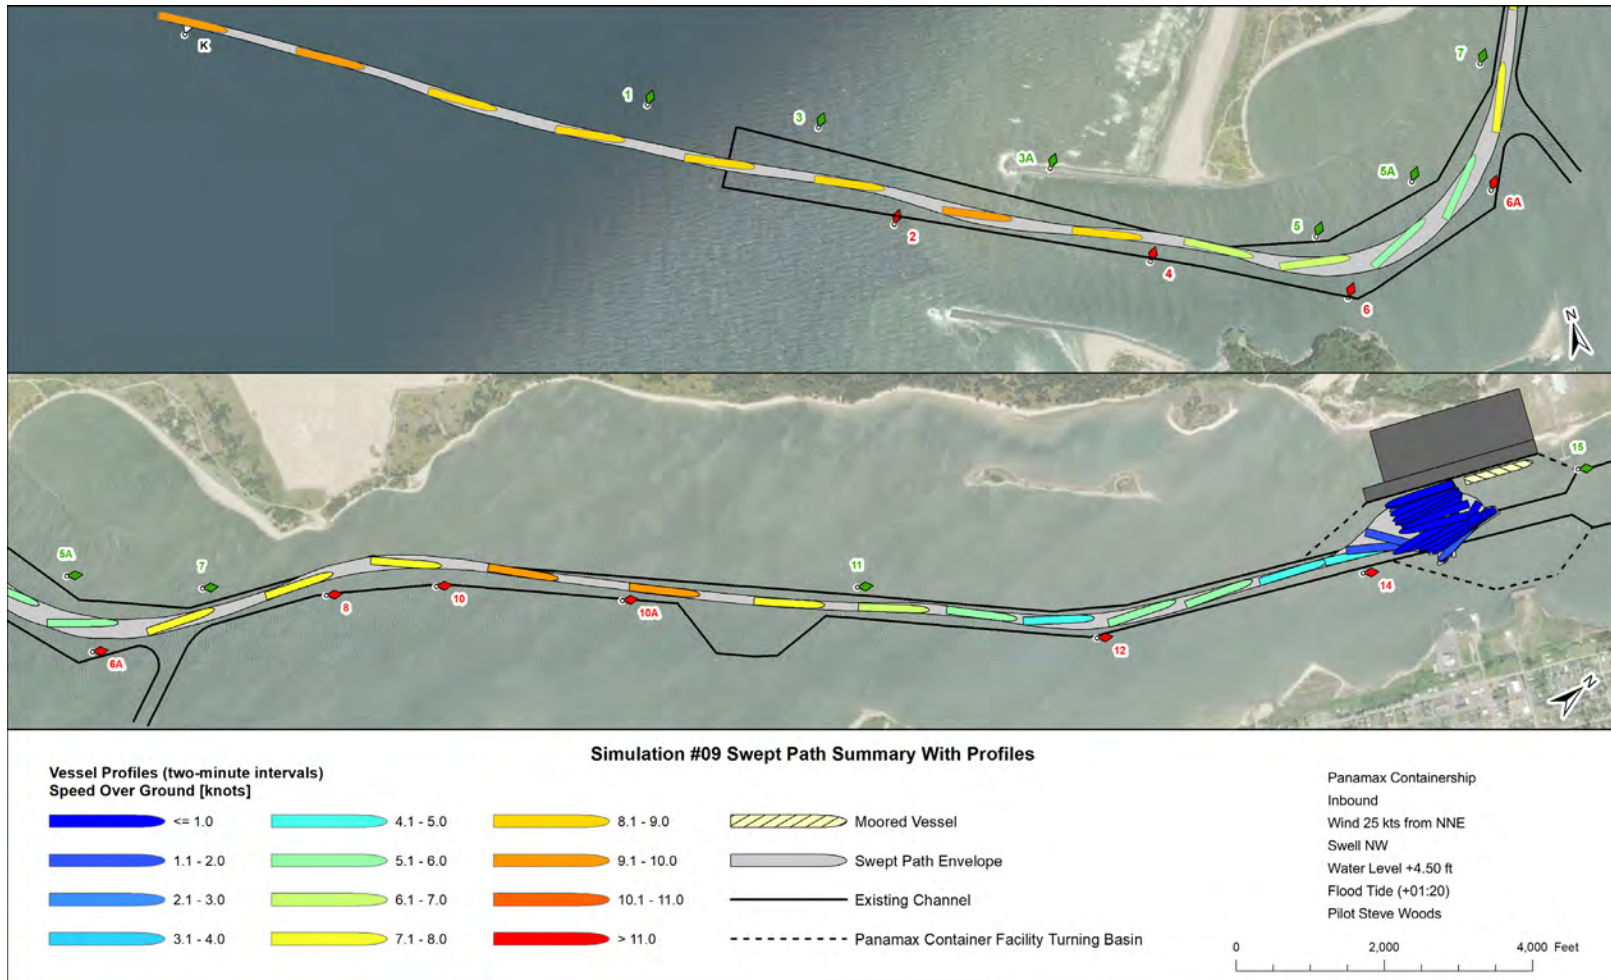 K
1
3
3A
7
5A
6A
5
2
4
6
N
5A
7
8
10
10A
11
12
14
15
6A
N
Simulation #09 Swept Path Summary With Profiles
Vessel Profiles (two-minute intervals)
Speed Over Ground [knots]
<= 1.0
1.1 - 2.0
2.1 - 3.0
3.1 - 4.0
4.1 - 5.0
5.1 - 6.0
6.1 - 7.0
7.1 - 8.0
8.1 - 9.0
9.1 - 10.0
10.1 - 11.0
> 11.0
Moored Vessel
Swept Path Envelope
Existing Channel
Panamax Container Facility Turning Basin
Panamax Containership
Inbound
Wind 25 kts from NNE
Swell NW
Water Level +4.50 ft
Flood Tide (+01:20)
Pilot Steve Woods
0 2,000 4,000 Feet